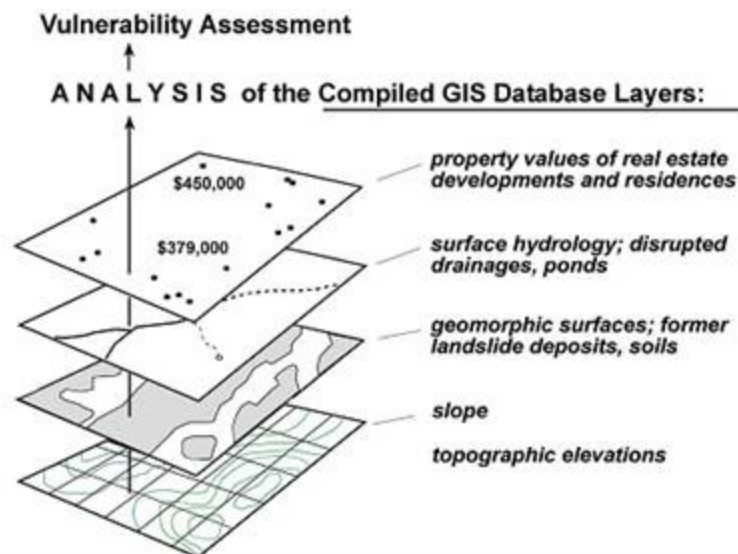 Vulnerability Assessment
ANALYSIS of the Compiled GIS Database Layers:
$450,000
property values of real estate
developments and residences
$379,000
surface hydrology; disrupted
drainages, ponds
geomorphic surfaces; former
landslide deposits, soils
slope
topographic elevations